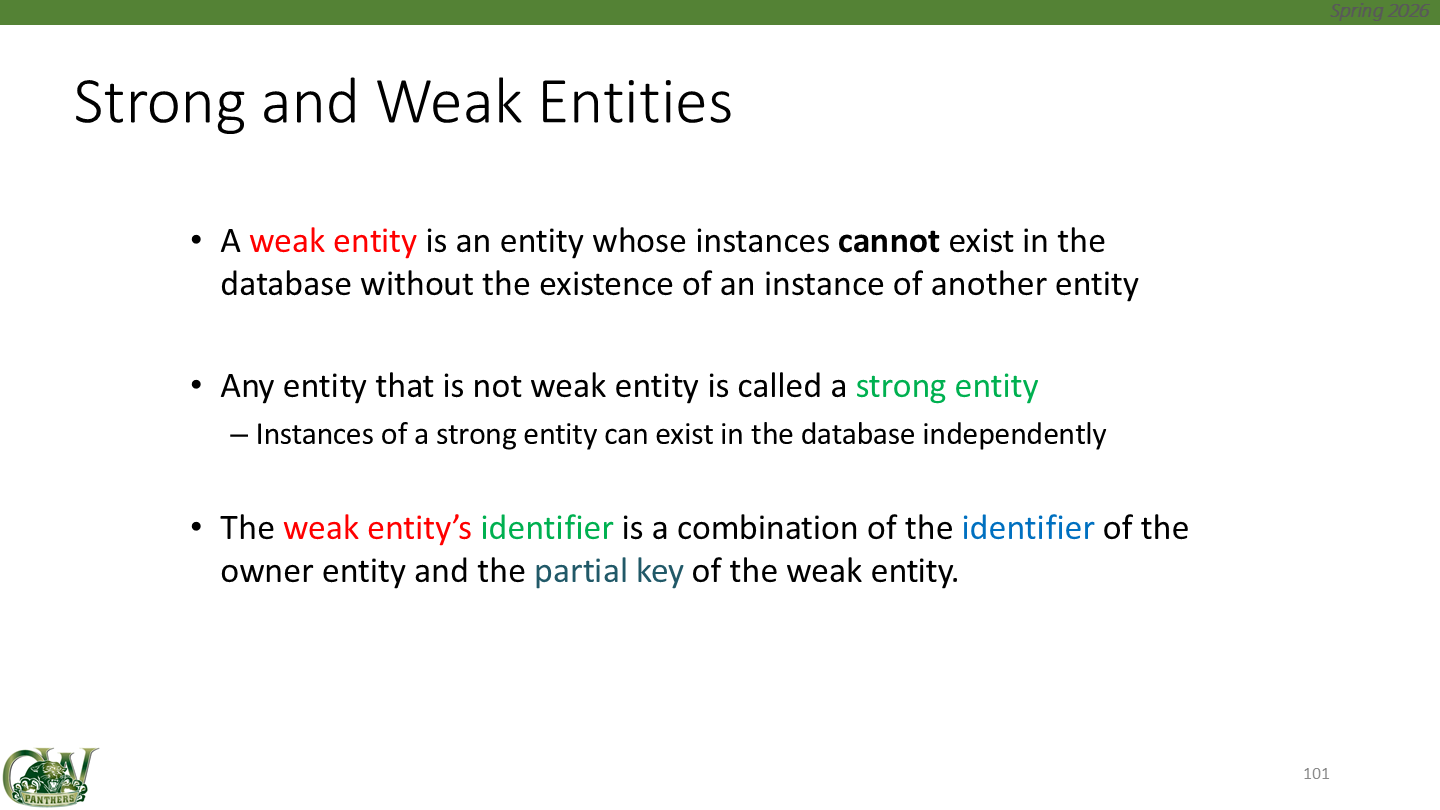 Spring 2026
Strong and Weak Entities
• A weak entity is an entity whose instances cannot exist in the
database without the existence of an instance of another entity
• Any entity that is not weak entity is called a strong entity
– Instances of a strong entity can exist in the database independently
• The weak entity’s identifier is a combination of the identifier of the
owner entity and the partial key of the weak entity.
OW
PANTHERS
101